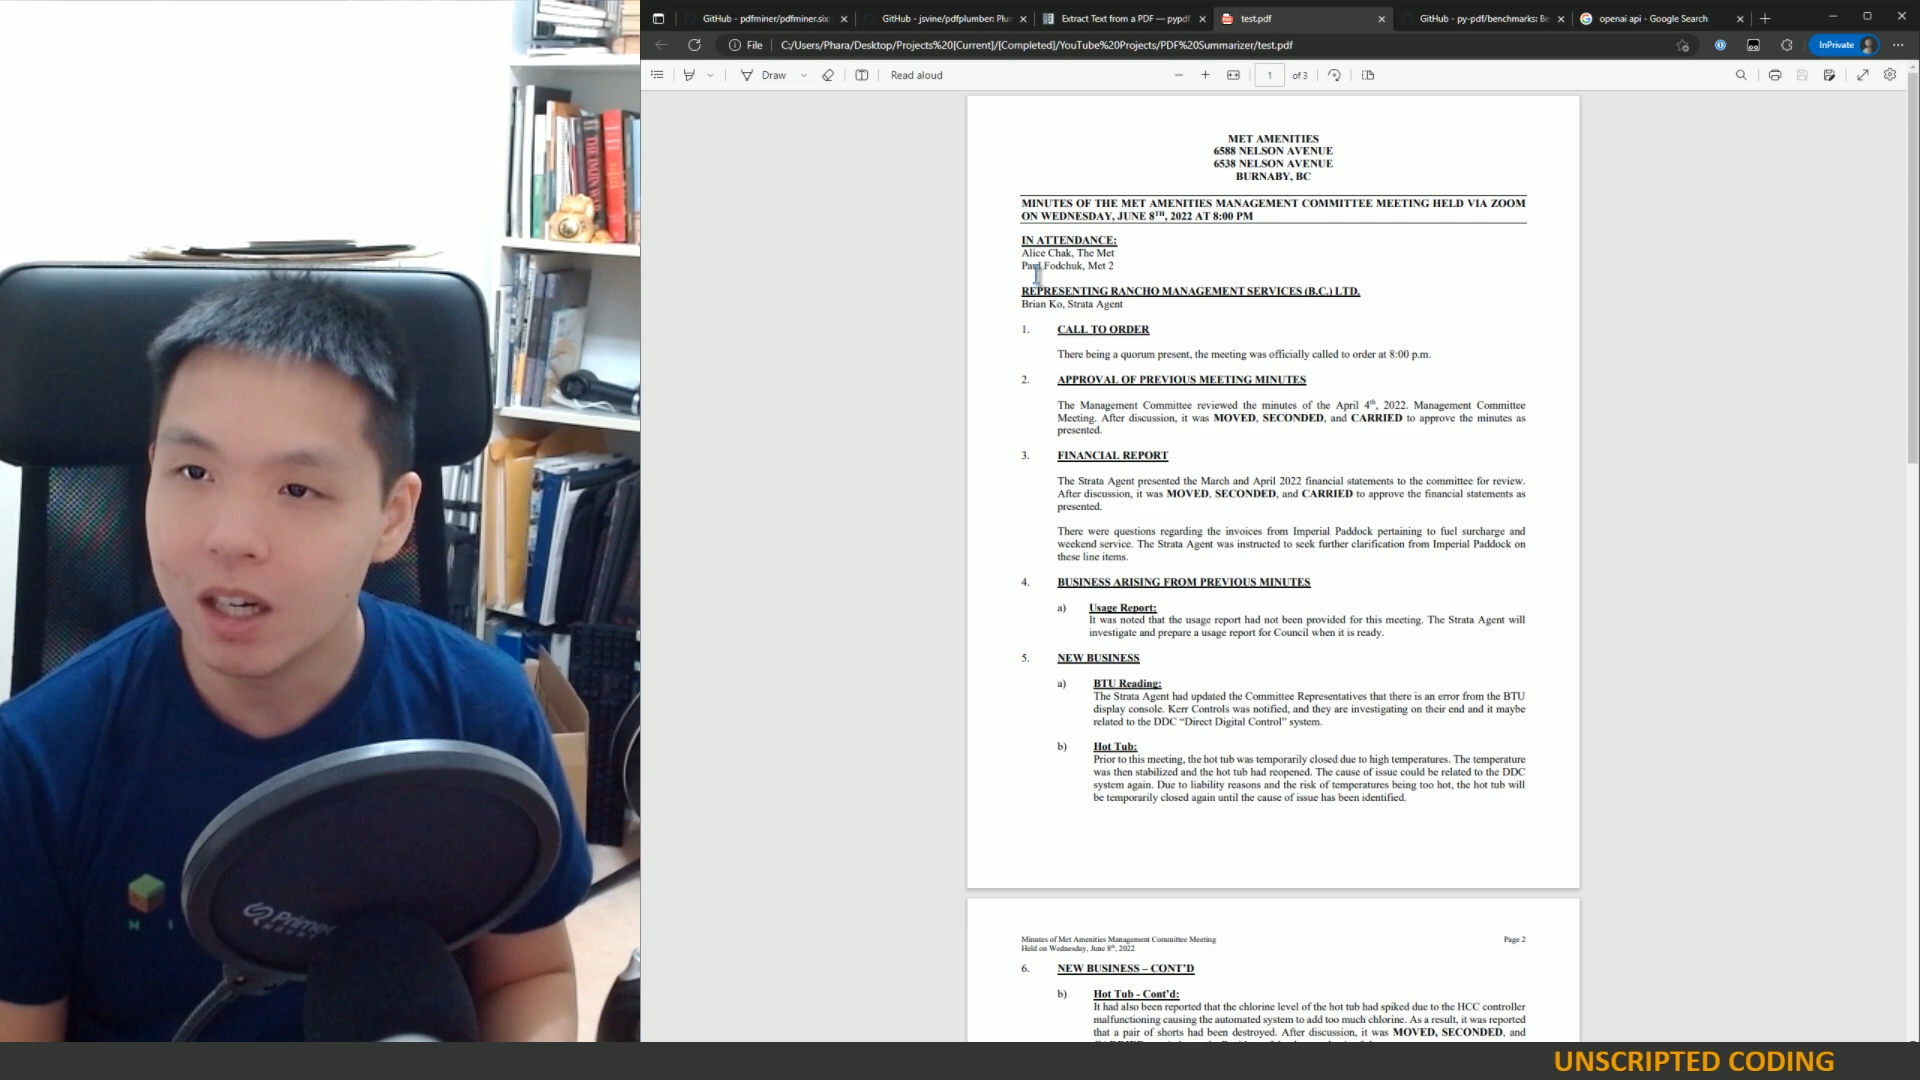 GitHub - pdfminer/pdfminer.six:
GitHub - jsvine/pdfplumber: Plu
Extract Text from a PDF — pypdf
test.pdf
GitHub - py-pdf/benchmarks: Be
openai api - Google Search
File
C:/Users/Phara/Desktop/Projects%20[Current]/[Completed]/YouTube%20Projects/PDF%20Summarizer/test.pdf
InPrivate
Draw
Read aloud
1 of 3
MET AMENITIES
6588 NELSON AVENUE
6538 NELSON AVENUE
BURNABY, BC
MINUTES OF THE MET AMENITIES MANAGEMENT COMMITTEE MEETING HELD VIA ZOOM
ON WEDNESDAY, JUNE 8TH, 2022 AT 8:00 PM
IN ATTENDANCE:
Alice Chak, The Met
Paul Fodchuk, Met 2
REPRESENTING RANCHO MANAGEMENT SERVICES (B.C.) LTD.
Brian Ko, Strata Agent
1. CALL TO ORDER
There being a quorum present, the meeting was officially called to order at 8:00 p.m.
2. APPROVAL OF PREVIOUS MEETING MINUTES
The Management Committee reviewed the minutes of the April 4th, 2022. Management Committee
Meeting. After discussion, it was MOVED, SECONDED, and CARRIED to approve the minutes as
presented.
3. FINANCIAL REPORT
The Strata Agent presented the March and April 2022 financial statements to the committee for review.
After discussion, it was MOVED, SECONDED, and CARRIED to approve the financial statements as
presented.
There were questions regarding the invoices from Imperial Paddock pertaining to fuel surcharge and
weekend service. The Strata Agent was instructed to seek further clarification from Imperial Paddock on
these line items.
4. BUSINESS ARISING FROM PREVIOUS MINUTES
a) Usage Report:
It was noted that the usage report had not been provided for this meeting. The Strata Agent will
investigate and prepare a usage report for Council when it is ready.
5. NEW BUSINESS
a) BTU Reading:
The Strata Agent had updated the Committee Representatives that there is an error from the BTU
display console. Kerr Controls was notified, and they are investigating on their end and it maybe
related to the DDC “Direct Digital Control” system.
b) Hot Tub:
Prior to this meeting, the hot tub was temporarily closed due to high temperatures. The temperature
was then stabilized and the hot tub had reopened. The cause of issue could be related to the DDC
system again. Due to liability reasons and the risk of temperatures being too hot, the hot tub will
be temporarily closed again until the cause of issue has been identified.
Minutes of Met Amenities Management Committee Meeting
Held on Wednesday, June 8th, 2022
Page 2
6. NEW BUSINESS – CONT’D
b) Hot Tub - Cont’d:
It had also been reported that the chlorine level of the hot tub had spiked due to the HCC controller
malfunctioning causing the automated system to add too much chlorine. As a result, it was reported
that a pair of shorts had been destroyed. After discussion, it was MOVED, SECONDED, and
UNSCRIPTED CODING